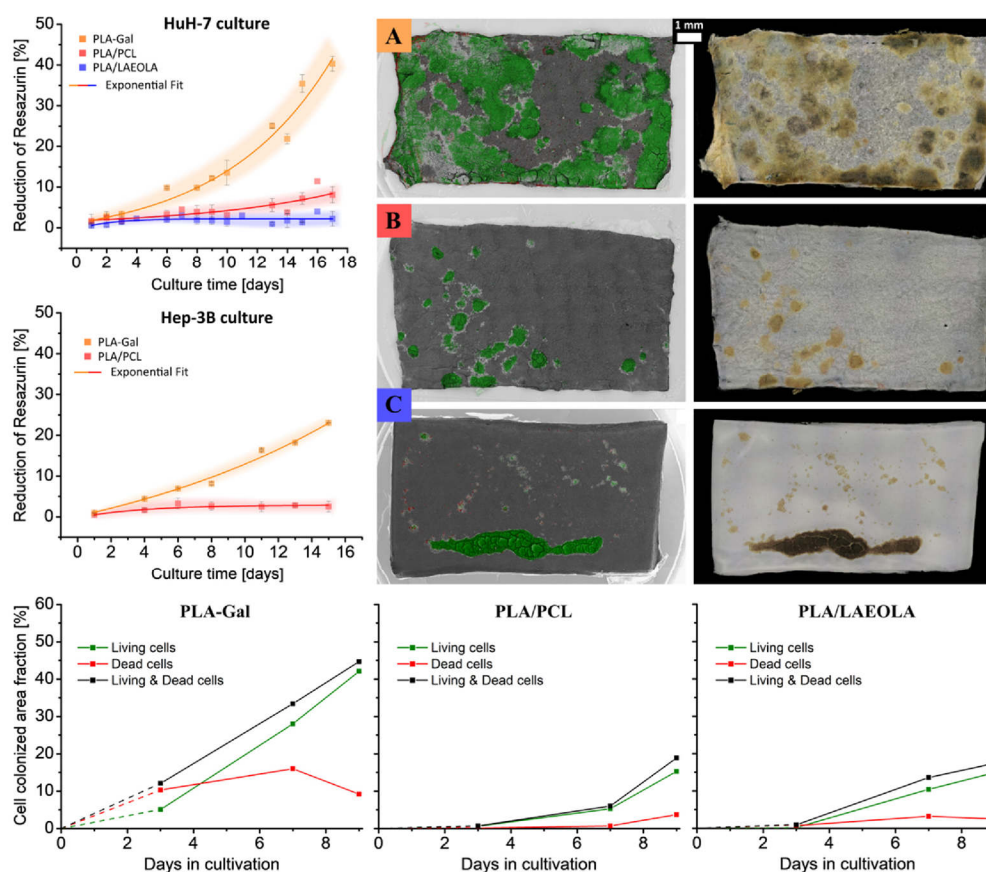 HuH-7 culture
Reduction of Resazurin [%]
50
40
30
20
10
0
PLA-Gal
PLA/PCL
PLA/LAEOLA
Exponential Fit
0 2 4 6 8 10 12 14 16 18
Culture time [days]
Hep-3B culture
Reduction of Resazurin [%]
50
40
30
20
10
0
PLA-Gal
PLA/PCL
Exponential Fit
0 2 4 6 8 10 12 14 16 18
Culture time [days]
A
1 mm
B
C
Cell colonized area fraction [%]
60
50
40
30
20
10
0
PLA-Gal
Living cells
Dead cells
Living & Dead cells
0 2 4 6 8
Days in cultivation
PLA/PCL
Living cells
Dead cells
Living & Dead cells
0 2 4 6 8
Days in cultivation
PLA/LAEOLA
Living cells
Dead cells
Living & Dead cells
0 2 4 6 8
Days in cultivation